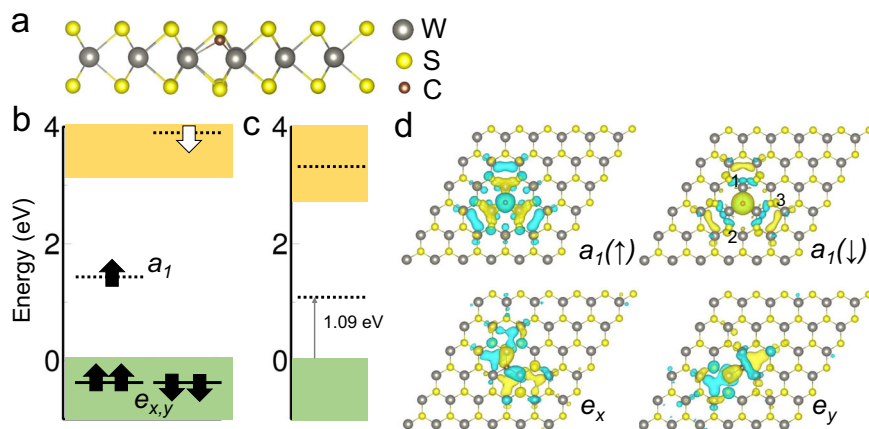 a
W
S
C
b
c
d
Energy (eV)
4
2
0
a1
ex,y
4
2
0
1.09 eV
a1(↑)
1
2
3
a1(↓)
ex
ey